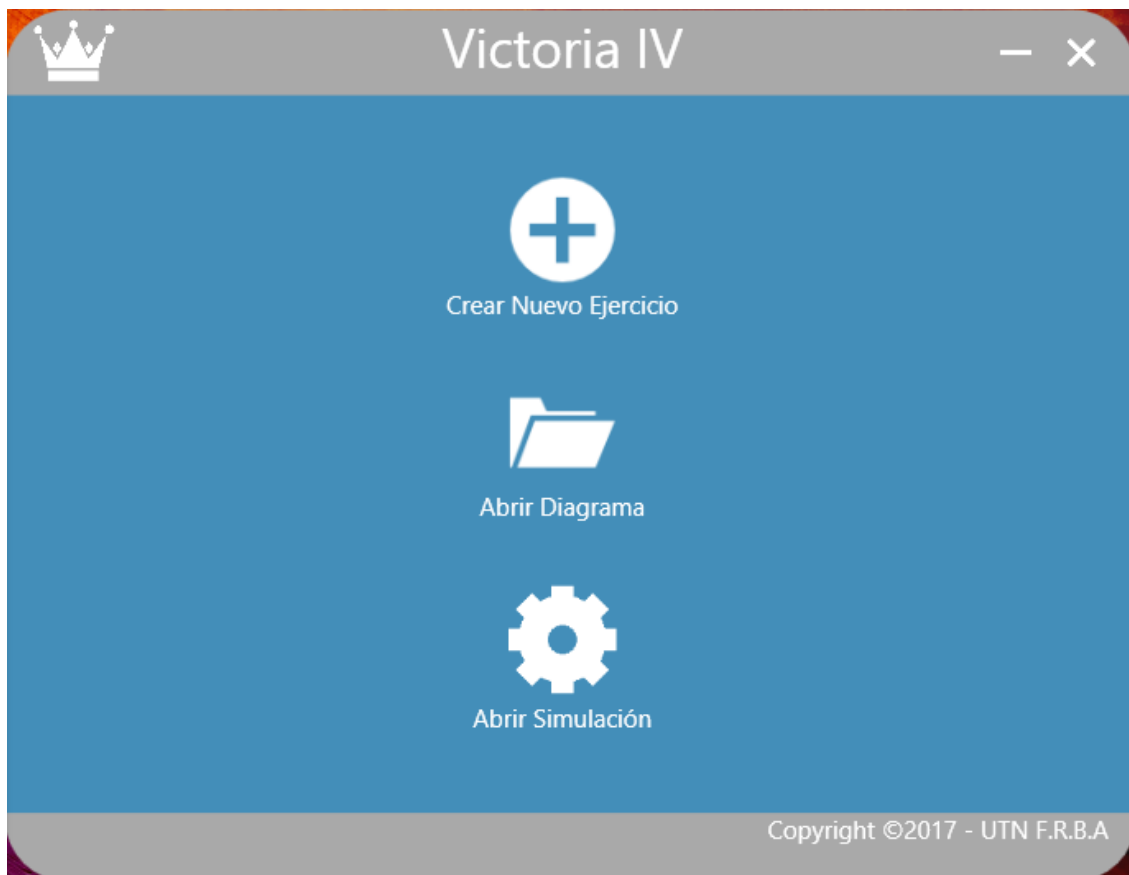 Victoria IV
Crear Nuevo Ejercicio
Abrir Diagrama
Abrir Simulación
Copyright ©2017 - UTN F.R.B.A